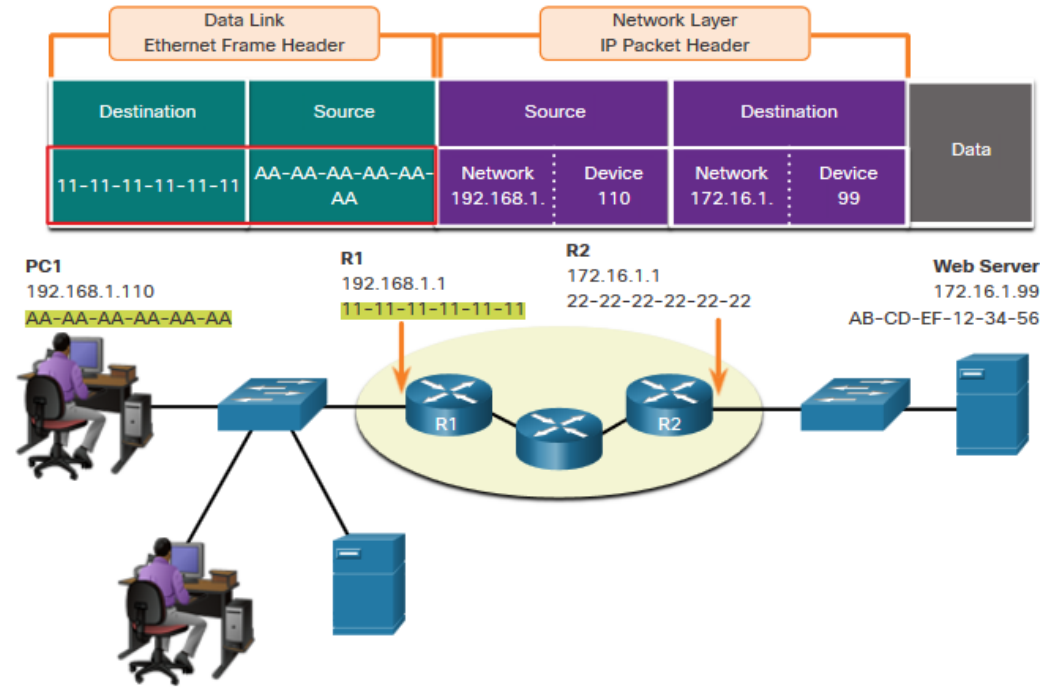 Data Link
Ethernet Frame Header
Network Layer
IP Packet Header
Destination
Source
Source
Destination
Data
11-11-11-11-11-11
AA-AA-AA-AA-AA-
AA
Network
192.168.1.
Device
110
Network
172.16.1.
Device
99
PC1
192.168.1.110
AA-AA-AA-AA-AA-AA
R1
192.168.1.1
11-11-11-11-11-11
R2
172.16.1.1
22-22-22-22-22-22
Web Server
172.16.1.99
AB-CD-EF-12-34-56
R1
R2